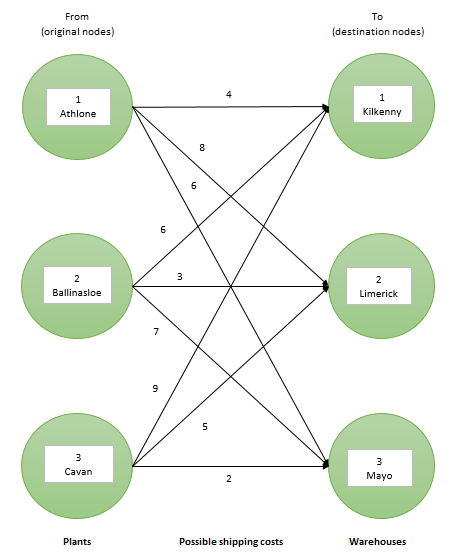 From
(original nodes)
To
(destination nodes)
1
Athlone
4
1
Kilkenny
8
6
6
2
Ballinasloe
3
2
Limerick
7
9
5
3
Cavan
2
3
Mayo
Plants
Possible shipping costs
Warehouses